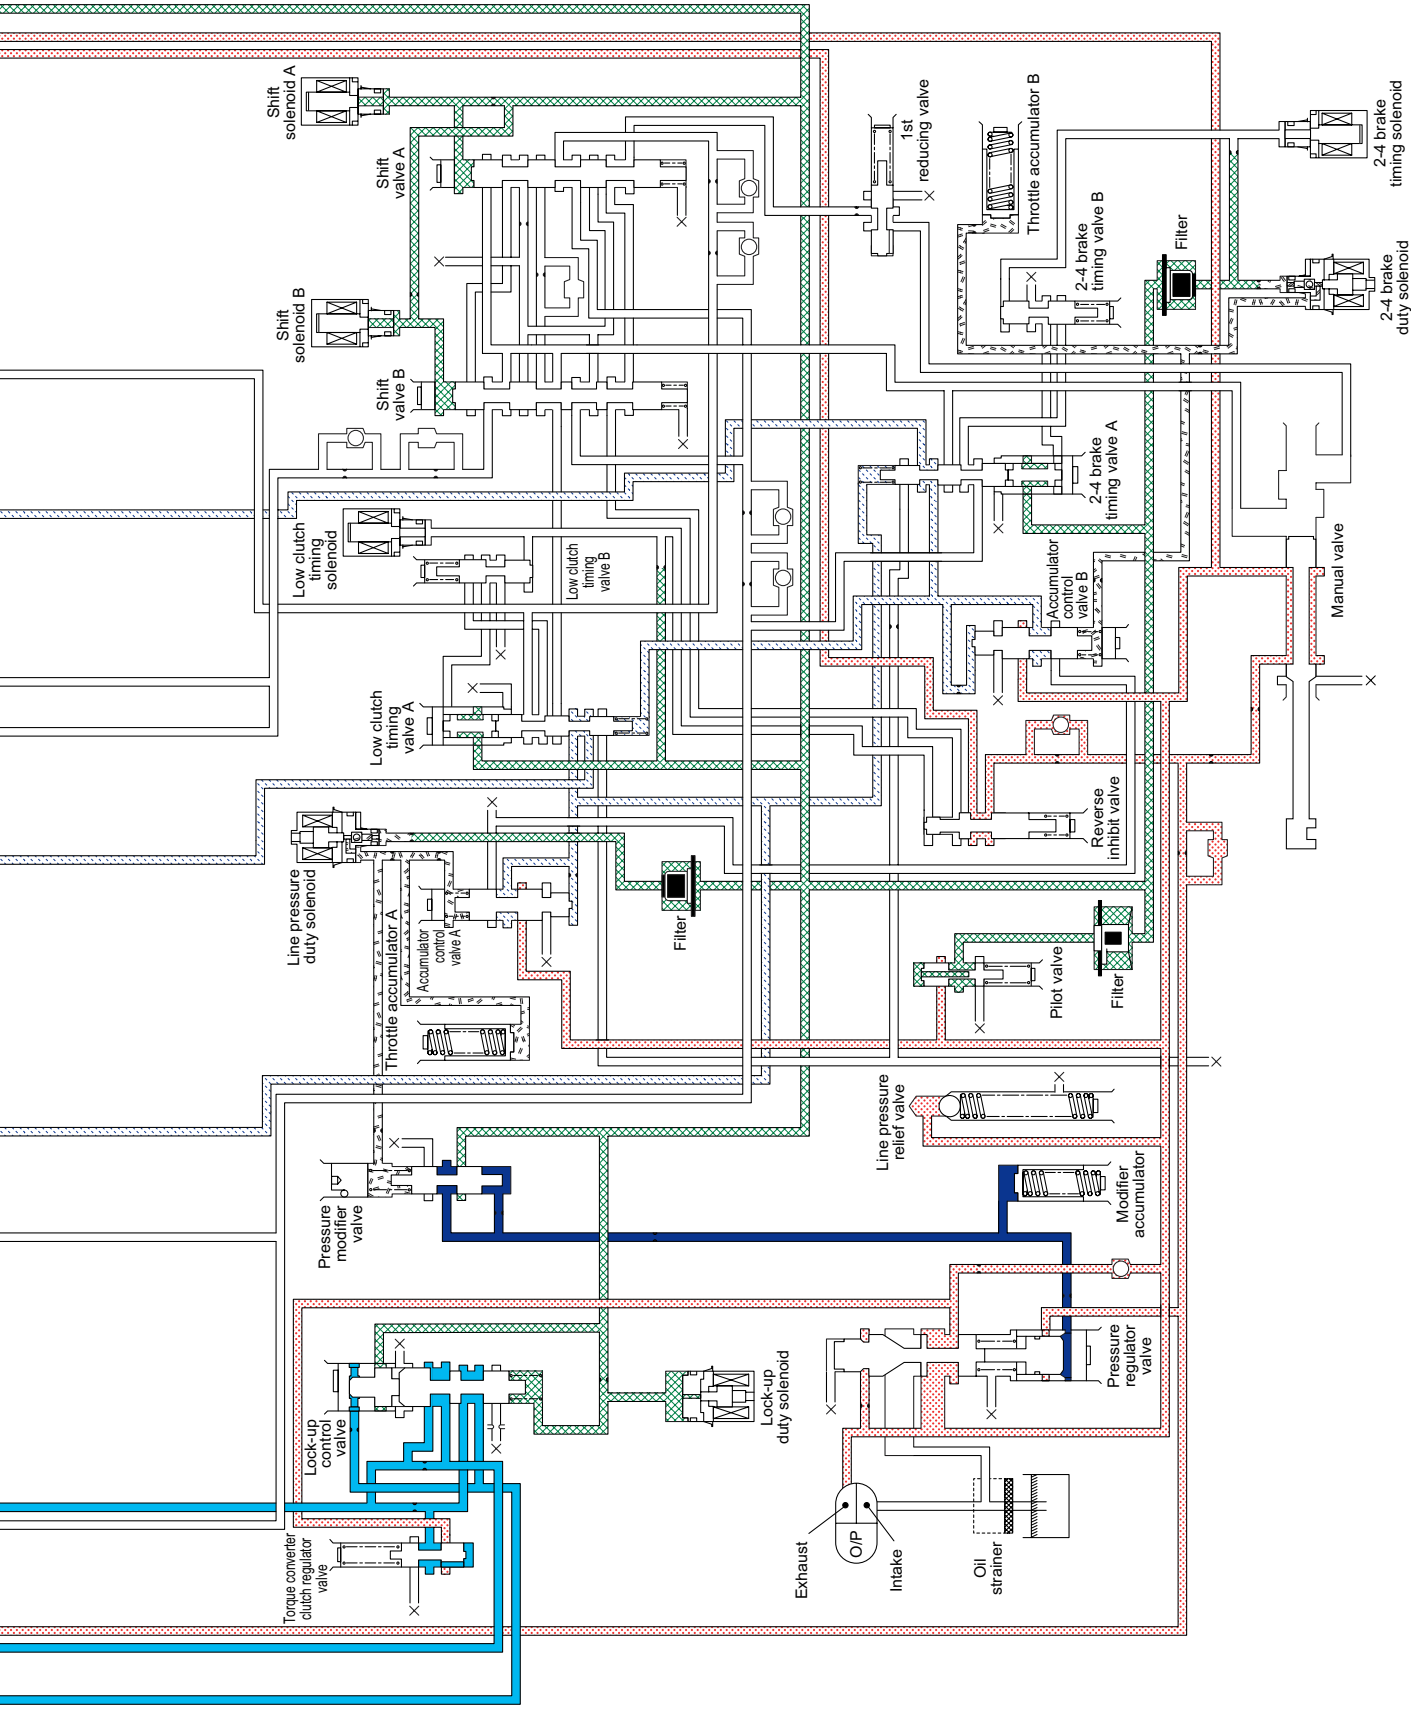 Shift
solenoid A
Shift
valve A
1st
reducing valve
Throttle accumulator B
2-4 brake
timing solenoid
2-4 brake
timing valve B
Filter
2-4 brake
duty solenoid
Shift
solenoid B
Shift
valve B
2-4 brake
timing valve A
Low clutch
timing
solenoid
Low clutch
timing
valve B
Accumulator
control
valve B
Manual valve
Low clutch
timing
valve A
Reverse
inhibit valve
Line pressure
duty solenoid
Throttle accumulator A
Accumulator
control
valve A
Filter
Pilot valve
Filter
Line pressure
relief valve
Modifier
accumulator
Pressure
modifier
valve
Lock-up
control
valve
Lock-up
duty solenoid
Pressure
regulator
valve
Torque converter
clutch regulator
valve
Exhaust
O/P
Intake
Oil
strainer